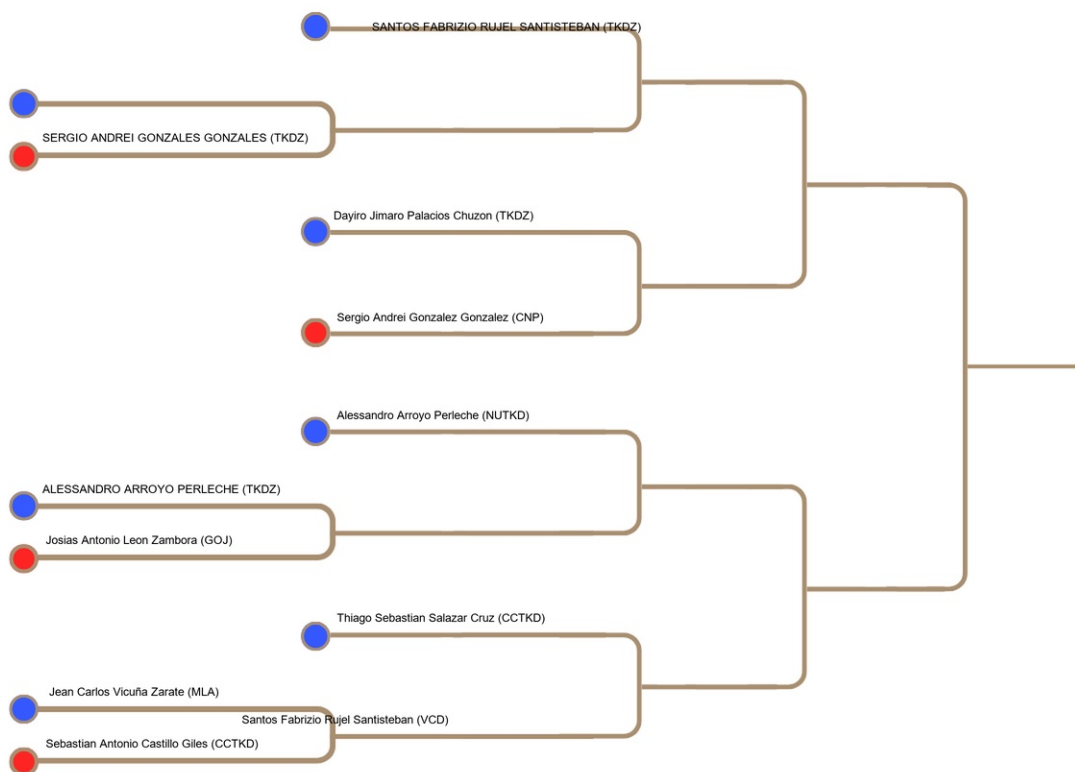 SANTOS FABRIZIO RUJEL SANTISTEBAN (TKDZ)
SERGIO ANDREI GONZALES GONZALES (TKDZ)
Dayiro Jimaro Palacios Chuzon (TKDZ)
Sergio Andrei Gonzalez Gonzalez (CNP)
Alessandro Arroyo Perleche (NUTKD)
ALESSANDRO ARROYO PERLECHE (TKDZ)
Josias Antonio Leon Zambora (GOJ)
Thiago Sebastian Salazar Cruz (CCTKD)
Jean Carlos Vicuña Zarate (MLA)
Santos Fabrizio Rujel Santisteban (VCD)
Sebastian Antonio Castillo Giles (CCTKD)